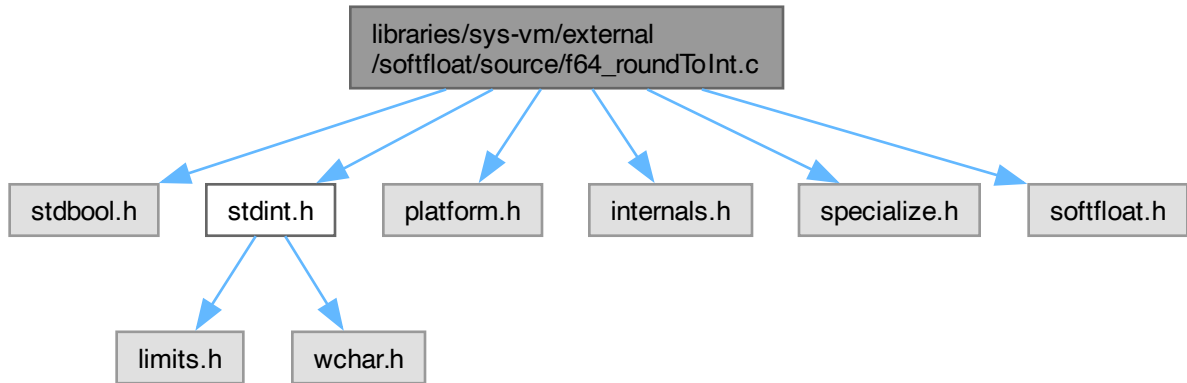 libraries/sys-vm/external
/softfloat/source/f64_roundToInt.c
stdbool.h
stdint.h
platform.h
internals.h
specialize.h
softfloat.h
limits.h
wchar.h